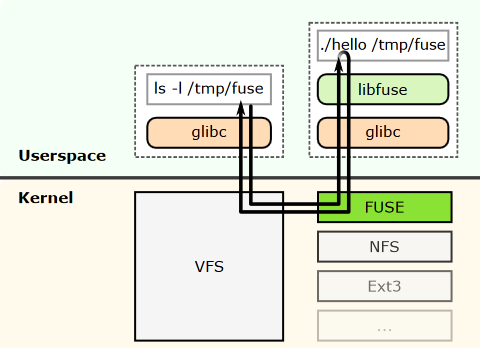 ./hello /tmp/fuse
ls -l /tmp/fuse
libfuse
glibc
glibc
Userspace
Kernel
FUSE
NFS
VFS
Ext3
...